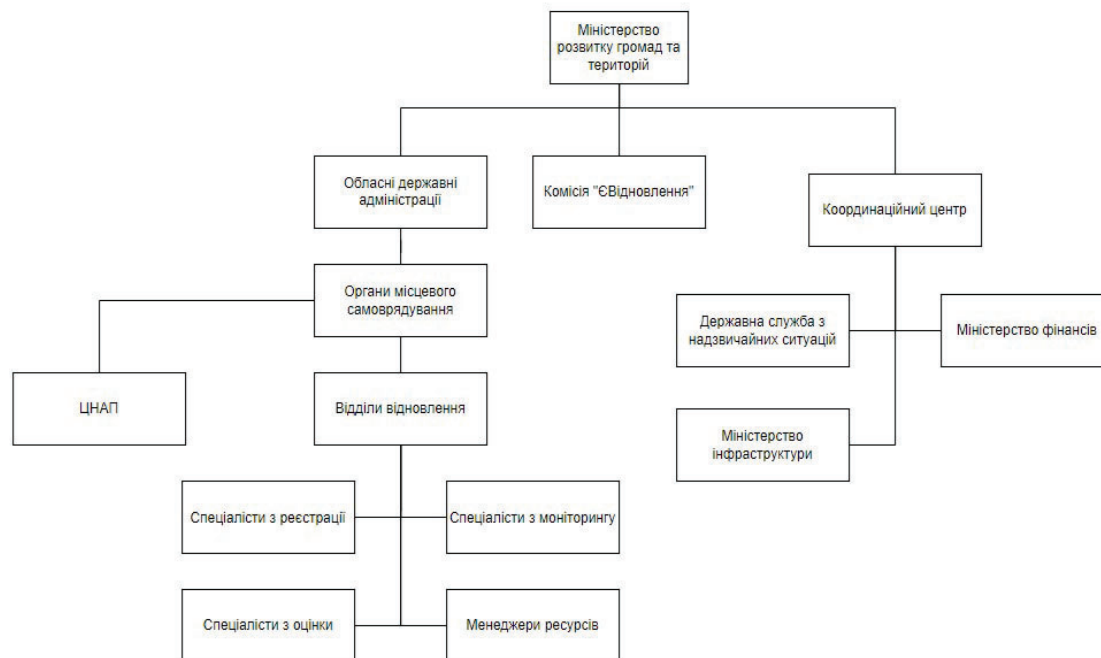 Міністерство
розвитку громад та
територій
Обласні державні
адміністрації
Комісія "ЄВідновлення"
Координаційний центр
Органи місцевого
самоврядування
Державна служба з
надзвичайних ситуацій
Міністерство фінансів
ЦНАП
Відділи відновлення
Міністерство
інфраструктури
Спеціалісти з реєстрації
Спеціалісти з моніторингу
Спеціалісти з оцінки
Менеджери ресурсів